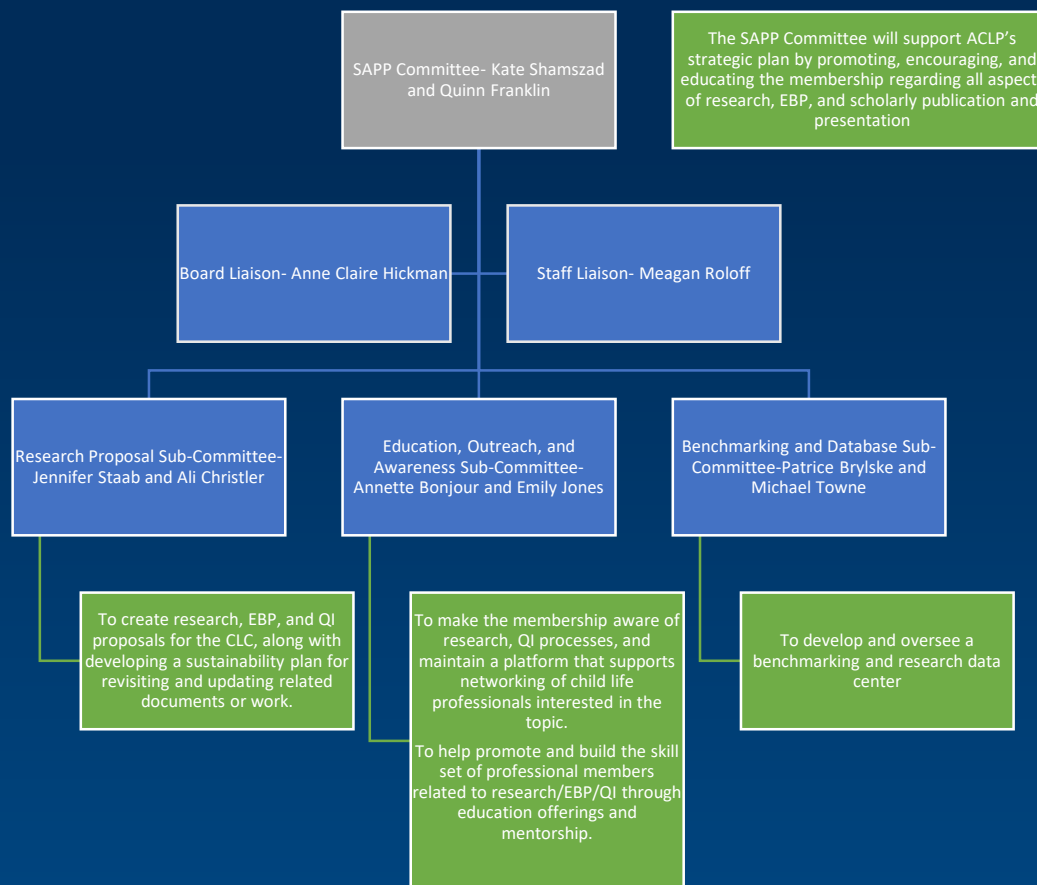 SAPP Committee- Kate Shamszad
and Quinn Franklin
The SAPP Committee will support ACLP's
strategic plan by promoting, encouraging, and
educating the membership regarding all aspect
of research, EBP, and scholarly publication and
presentation
Board Liaison- Anne Claire Hickman
Staff Liaison- Meagan Roloff
Research Proposal Sub-Committee-
Jennifer Staab and Ali Christler
Education, Outreach, and
Awareness Sub-Committee-
Annette Bonjour and Emily Jones
Benchmarking and Database Sub-
Committee-Patrice Brylske and
Michael Towne
To create research, EBP, and QI
proposals for the CLC, along with
developing a sustainability plan for
revisiting and updating related
documents or work.
To make the membership aware of
research, QI processes, and
maintain a platform that supports
networking of child life
professionals interested in the
topic.
To help promote and build the skill
set of professional members
related to research/EBP/QI through
education offerings and
mentorship.
To develop and oversee a
benchmarking and research data
center